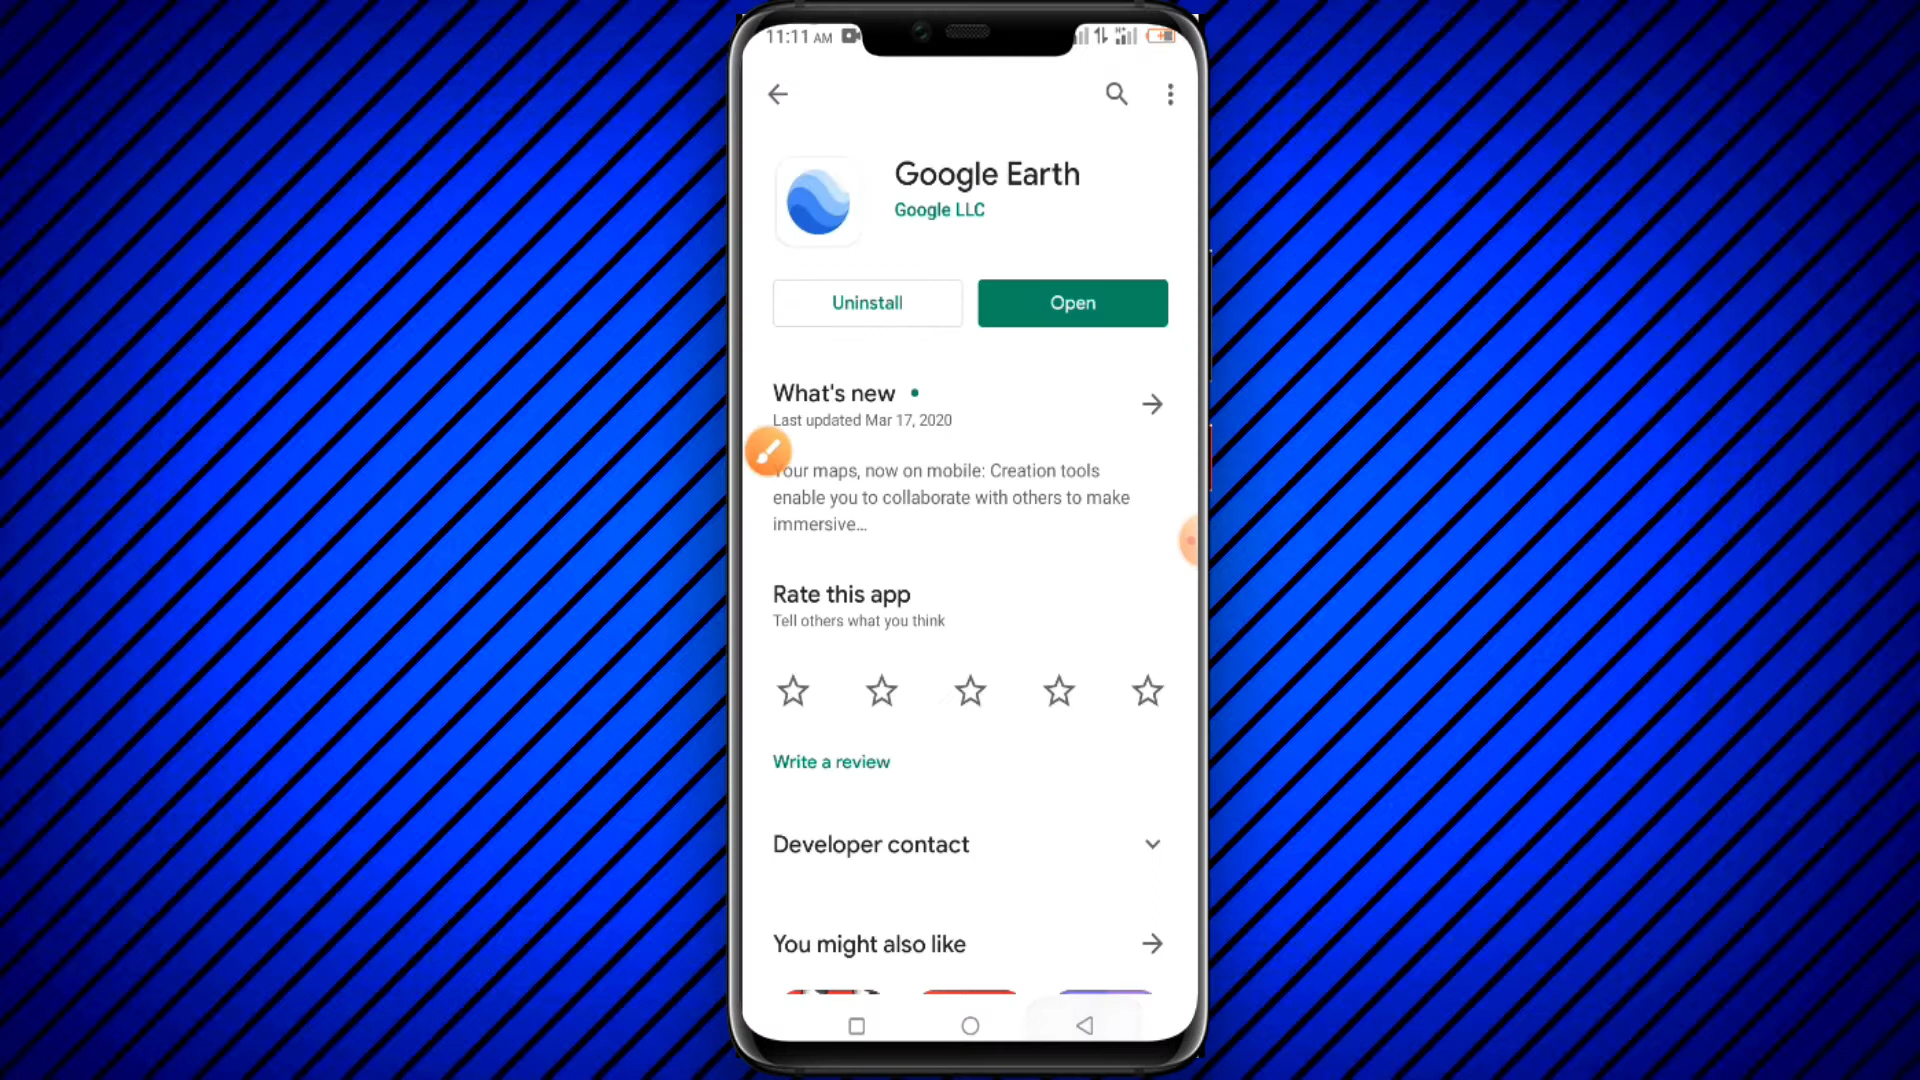 11:11 AM
Google Earth
Google LLC
Uninstall
Open
What's new
Last updated Mar 17, 2020
Your maps, now on mobile: Creation tools
enable you to collaborate with others to make
immersive...
Rate this app
Tell others what you think
Write a review
Developer contact
You might also like